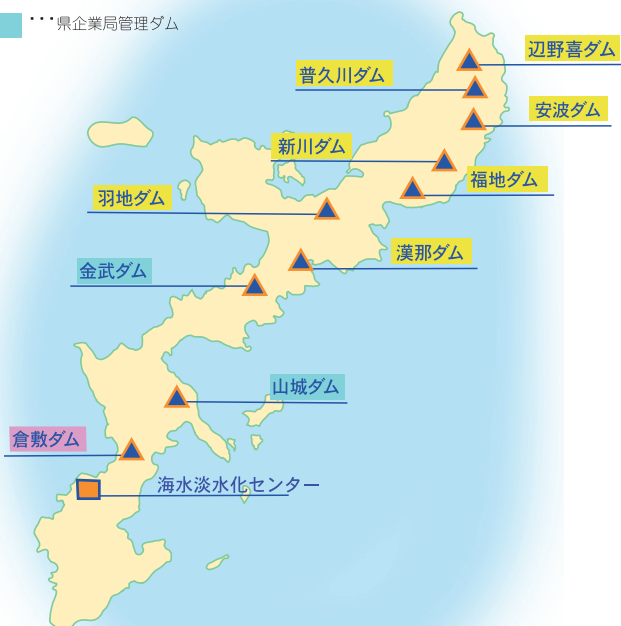 ･･･県企業局管理ダム
辺野喜ダム
普久川ダム
安波ダム
新川ダム
福地ダム
羽地ダム
漢那ダム
金武ダム
山城ダム
倉敷ダム
海水淡水化センター